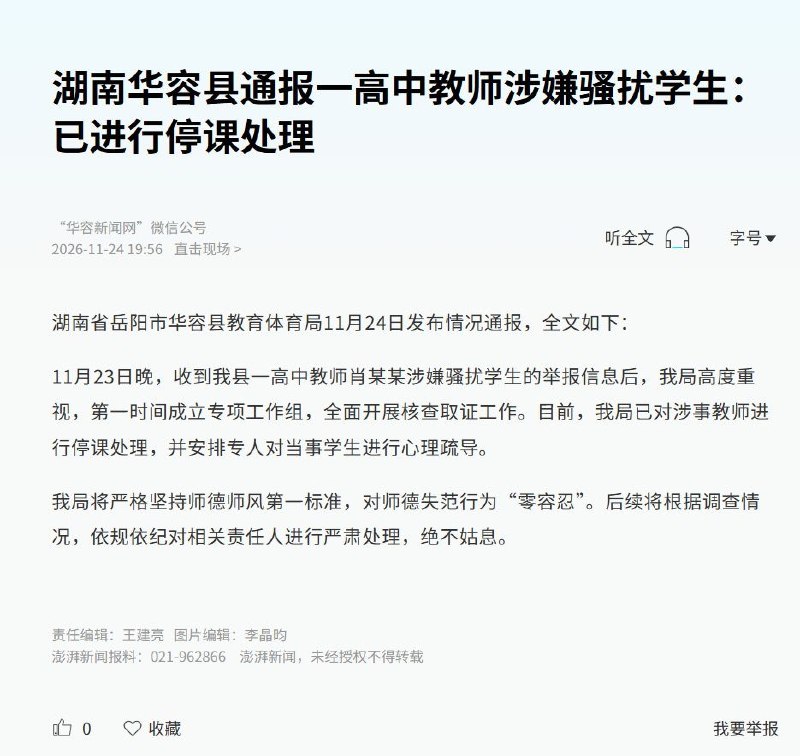 湖南华容县通报一高中教师涉嫌骚扰学生：
已进行停课处理
“华容新闻网”微信公号
2026-11-24 19:56 直击现场 >
听全文 字号▼
湖南省岳阳市华容县教育体育局11月24日发布情况通报，全文如下：
11月23日晚，收到我县一高中教师肖某某涉嫌骚扰学生的举报信息后，我局高度重
视，第一时间成立专项工作组，全面开展核查取证工作。目前，我局已对涉事教师进
行停课处理，并安排专人对当事学生进行心理疏导。
我局将严格坚持师德师风第一标准，对师德失范行为“零容忍”。后续将根据调查情
况，依规依纪对相关责任人进行严肃处理，绝不姑息。
责任编辑：王建亮 图片编辑：李晶昀
澎湃新闻报料：021-962866 澎湃新闻，未经授权不得转载
0 收藏 我要举报